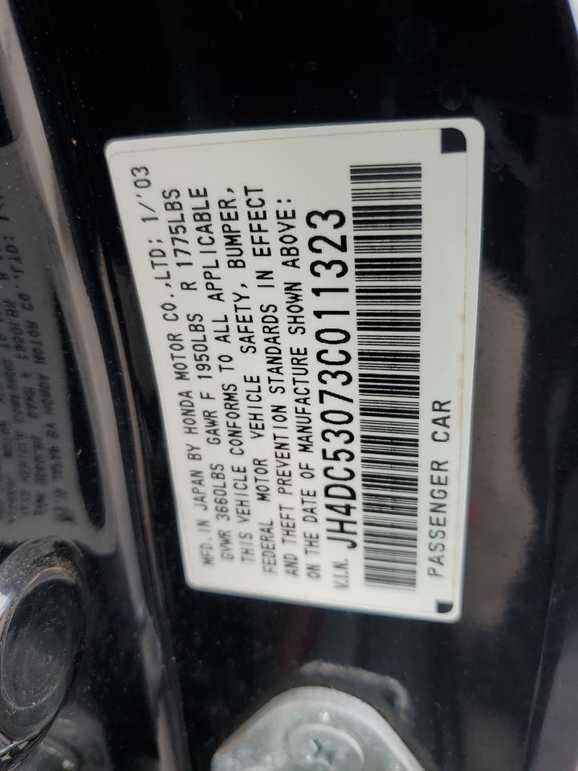 MFD.IN JAPAN BY HONDA MOTOR CO.,LTD: 1/'03
GVWR 3660LBS GAWR F 1950LBS R 1775LBS
THIS VEHICLE CONFORMS TO ALL APPLICABLE
FEDERAL MOTOR VEHICLE SAFETY, BUMPER,
AND THEFT PREVENTION STANDARDS IN EFFECT
ON THE DATE OF MANUFACTURE SHOWN ABOVE:
V.I.N. JH4DC53073C011323
PASSENGER CAR